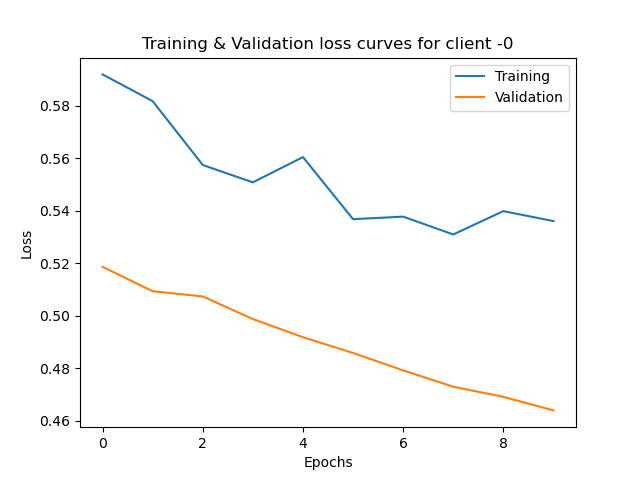 Training & Validation loss curves for client -0
Training
Validation
Loss
0.58
0.56
0.54
0.52
0.50
0.48
0.46
0 2 4 6 8
Epochs